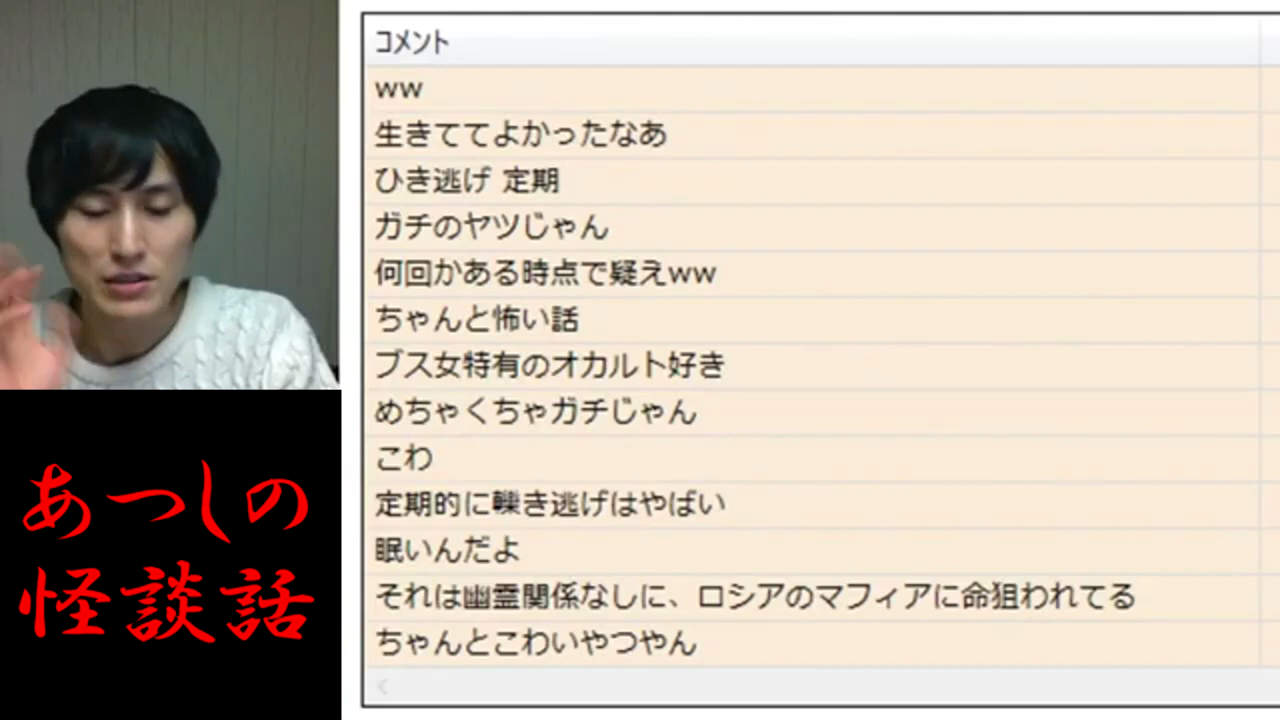 コメント
ww
生きててよかったなあ
ひき逃げ 定期
ガチのヤツじゃん
何回かある時点で疑えww
ちゃんと怖い話
ブス女特有のオカルト好き
めちゃくちゃガチじゃん
こわ
定期的に轢き逃げはやばい
眠いんだよ
それは幽霊関係なしに、ロシアのマフィアに命狙われてる
ちゃんとこわいやつやん
あつしの
怪談話